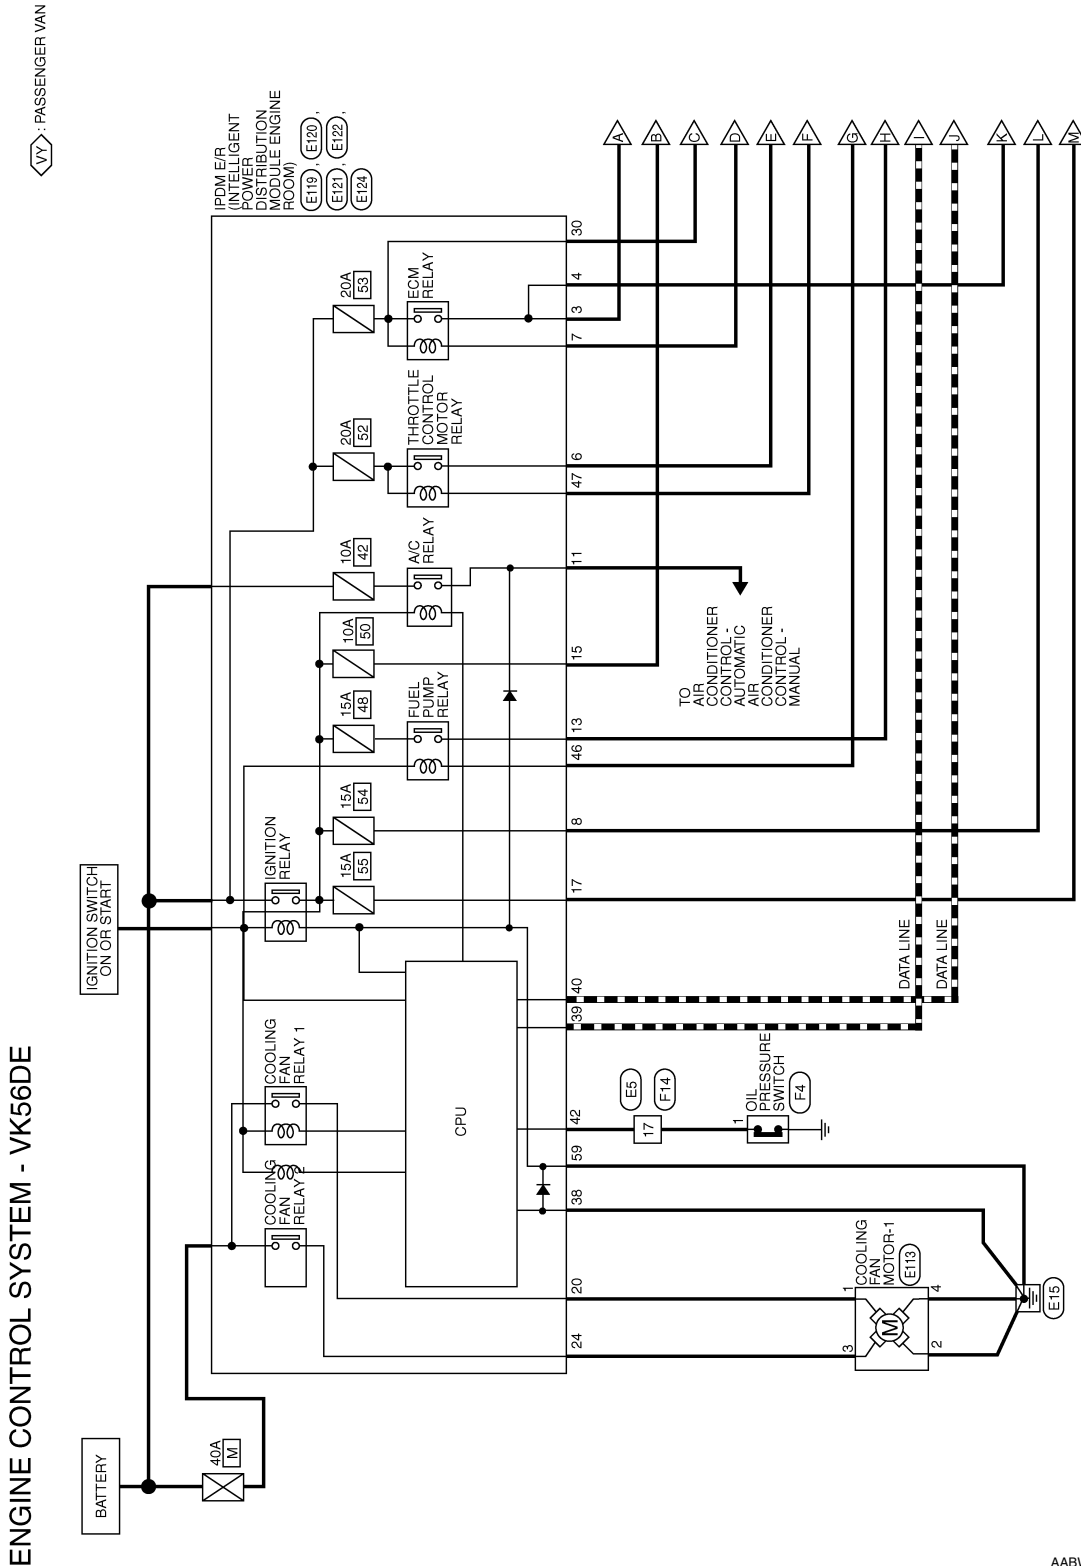 ENGINE CONTROL SYSTEM - VK56DE
VY : PASSENGER VAN
BATTERY
IGNITION SWITCH
ON OR START
40A
M
IPDM E/R
(INTELLIGENT
POWER
DISTRIBUTION
MODULE ENGINE
ROOM)
E119 , E120 ,
E121 , E122 ,
E124
COOLING
FAN
RELAY 2
COOLING
FAN
RELAY 1
IGNITION
RELAY
15A
55
15A
54
15A
48
10A
50
10A
42
20A
52
20A
53
FUEL
PUMP
RELAY
A/C
RELAY
THROTTLE
CONTROL
MOTOR
RELAY
ECM
RELAY
CPU
24
20
38
59
42
39
40
17
8
46
13
15
11
47
6
7
3
4
30
17
E5
F14
1
OIL
PRESSURE
SWITCH
F4
TO
AIR
CONDITIONER
CONTROL -
AUTOMATIC
AIR
CONDITIONER
CONTROL -
MANUAL
3
1
M
2
4
COOLING
FAN
MOTOR-1
E113
E15
DATA LINE
DATA LINE
A
B
C
D
E
F
G
H
I
J
K
L
M